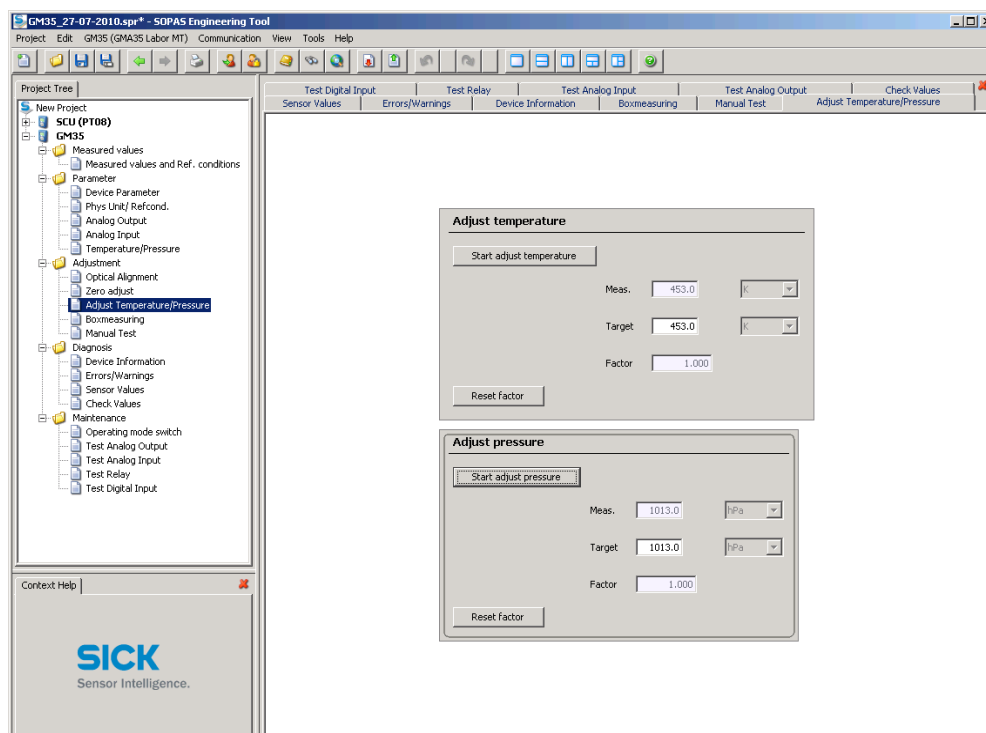 GM35_27-07-2010.spr* - SOPAS Engineering Tool
Project Edit GM35 (GMA35 Labor MT) Communication View Tools Help
Project Tree
New Project
SCU (PT08)
GM35
Measured values
Measured values and Ref. conditions
Parameter
Device Parameter
Phys Unit/ Refcond.
Analog Output
Analog Input
Temperature/Pressure
Adjustment
Optical Alignment
Zero adjust
Adjust Temperature/Pressure
Boxmeasuring
Manual Test
Diagnosis
Device Information
Errors/Warnings
Sensor Values
Check Values
Maintenance
Operating mode switch
Test Analog Output
Test Analog Input
Test Relay
Test Digital Input
Context Help
SICK
Sensor Intelligence.
Test Digital Input Test Relay Test Analog Input Test Analog Output Check Values
Sensor Values Errors/Warnings Device Information Boxmeasuring Manual Test Adjust Temperature/Pressure
Adjust temperature
Start adjust temperature
Meas. 453.0 K
Target 453.0 K
Factor 1.000
Reset factor
Adjust pressure
Start adjust pressure
Meas. 1013.0 hPa
Target 1013.0 hPa
Factor 1.000
Reset factor